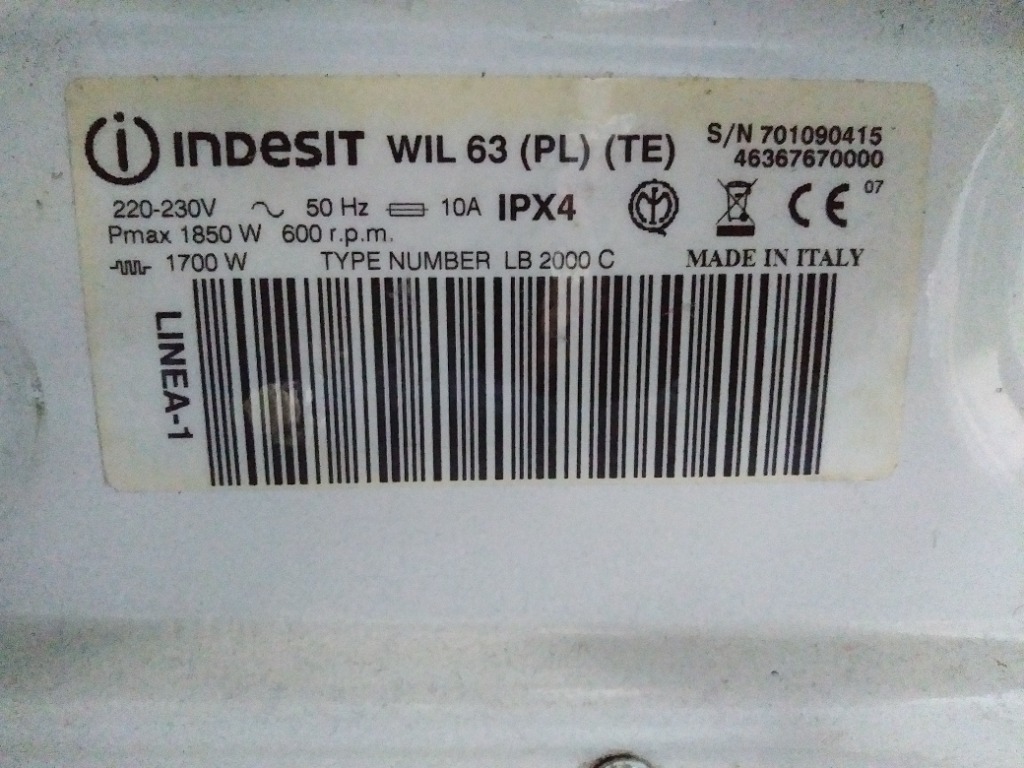 INDESIT WIL 63 (PL) (TE) S/N 701090415
46367670000
220-230V 50 Hz 10A IPX4 CE 07
Pmax 1850 W 600 r.p.m.
1700 W TYPE NUMBER LB 2000 C MADE IN ITALY
LINEA-1